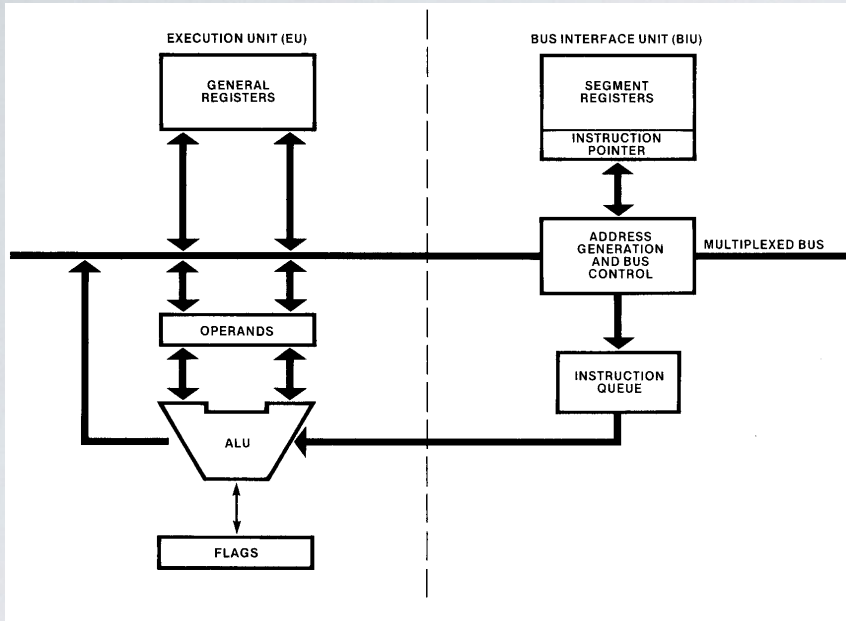 EXECUTION UNIT (EU)
GENERAL
REGISTERS
OPERANDS
ALU
FLAGS
BUS INTERFACE UNIT (BIU)
SEGMENT
REGISTERS
INSTRUCTION
POINTER
ADDRESS
GENERATION
AND BUS
CONTROL
MULTIPLEXED BUS
INSTRUCTION
QUEUE